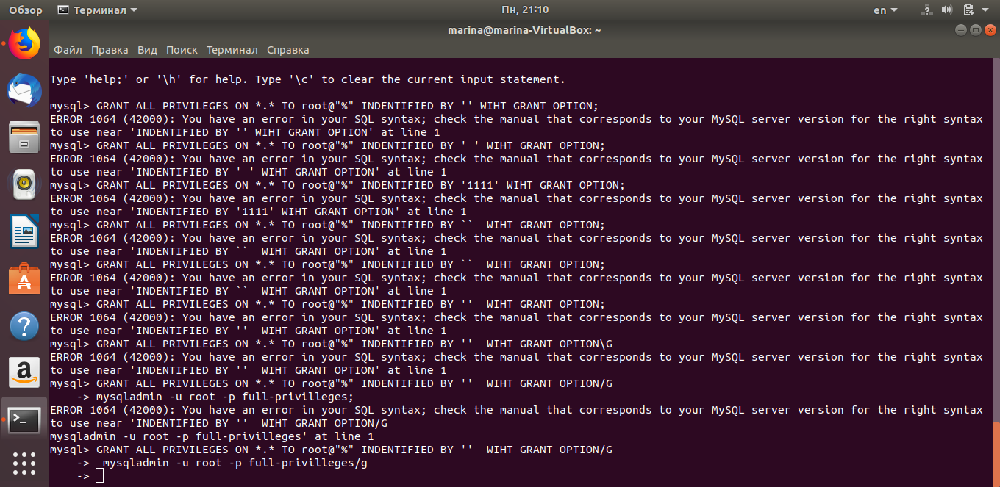 Обзор Терминал Пн, 21:10 en
marina@marina-VirtualBox: ~
Файл Правка Вид Поиск Терминал Справка
Type 'help;' or '\h' for help. Type '\c' to clear the current input statement.
mysql> GRANT ALL PRIVILEGES ON *.* TO root@"%" INDENTIFIED BY '' WIHT GRANT OPTION;
ERROR 1064 (42000): You have an error in your SQL syntax; check the manual that corresponds to your MySQL server version for the right syntax
to use near 'INDENTIFIED BY '' WIHT GRANT OPTION' at line 1
mysql> GRANT ALL PRIVILEGES ON *.* TO root@"%" INDENTIFIED BY ' ' WIHT GRANT OPTION;
ERROR 1064 (42000): You have an error in your SQL syntax; check the manual that corresponds to your MySQL server version for the right syntax
to use near 'INDENTIFIED BY ' ' WIHT GRANT OPTION' at line 1
mysql> GRANT ALL PRIVILEGES ON *.* TO root@"%" INDENTIFIED BY '1111' WIHT GRANT OPTION;
ERROR 1064 (42000): You have an error in your SQL syntax; check the manual that corresponds to your MySQL server version for the right syntax
to use near 'INDENTIFIED BY '1111' WIHT GRANT OPTION' at line 1
mysql> GRANT ALL PRIVILEGES ON *.* TO root@"%" INDENTIFIED BY ``  WIHT GRANT OPTION;
ERROR 1064 (42000): You have an error in your SQL syntax; check the manual that corresponds to your MySQL server version for the right syntax
to use near 'INDENTIFIED BY ``  WIHT GRANT OPTION' at line 1
mysql> GRANT ALL PRIVILEGES ON *.* TO root@"%" INDENTIFIED BY ``  WIHT GRANT OPTION;
ERROR 1064 (42000): You have an error in your SQL syntax; check the manual that corresponds to your MySQL server version for the right syntax
to use near 'INDENTIFIED BY ``  WIHT GRANT OPTION' at line 1
mysql> GRANT ALL PRIVILEGES ON *.* TO root@"%" INDENTIFIED BY ''  WIHT GRANT OPTION;
ERROR 1064 (42000): You have an error in your SQL syntax; check the manual that corresponds to your MySQL server version for the right syntax
to use near 'INDENTIFIED BY ''  WIHT GRANT OPTION' at line 1
mysql> GRANT ALL PRIVILEGES ON *.* TO root@"%" INDENTIFIED BY ''  WIHT GRANT OPTION\G
ERROR 1064 (42000): You have an error in your SQL syntax; check the manual that corresponds to your MySQL server version for the right syntax
to use near 'INDENTIFIED BY ''  WIHT GRANT OPTION' at line 1
mysql> GRANT ALL PRIVILEGES ON *.* TO root@"%" INDENTIFIED BY ''  WIHT GRANT OPTION/G
    -> mysqladmin -u root -p full-privilleges;
ERROR 1064 (42000): You have an error in your SQL syntax; check the manual that corresponds to your MySQL server version for the right syntax
to use near 'INDENTIFIED BY ''  WIHT GRANT OPTION/G
mysqladmin -u root -p full-privilleges' at line 1
mysql> GRANT ALL PRIVILEGES ON *.* TO root@"%" INDENTIFIED BY ''  WIHT GRANT OPTION/G
    ->  mysqladmin -u root -p full-privilleges/g
    ->